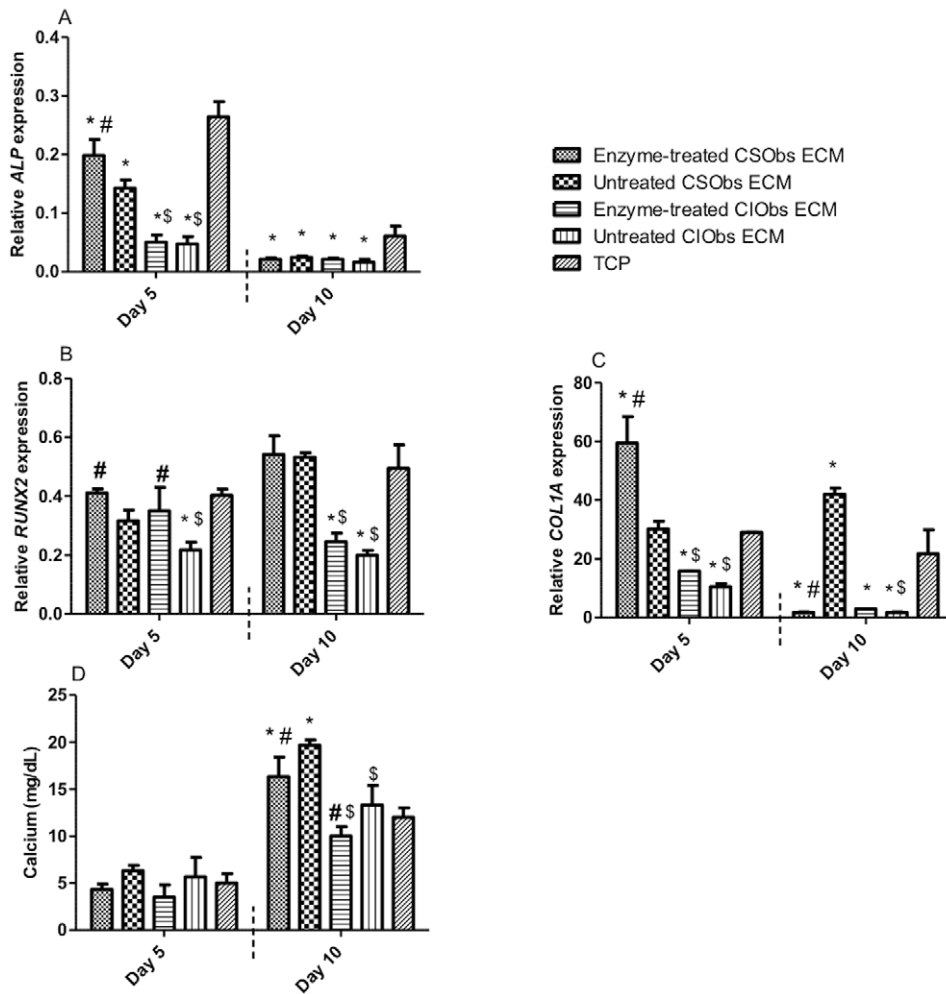 A
Relative ALP expression
0.4
0.3
0.2
0.1
0.0
* #
*
*$
*$
*
*
*
*
Day 5
Day 10
Enzyme-treated CSObs ECM
Untreated CSObs ECM
Enzyme-treated CIObs ECM
Untreated CIObs ECM
TCP
B
Relative RUNX2 expression
0.8
0.6
0.4
0.2
0.0
#
#
* $
* $
* $
Day 5
Day 10
C
Relative COL1A expression
80
60
40
20
0
* #
* $
* $
* #
*
*
* $
Day 5
Day 10
D
Calcium (mg/dL)
25
20
15
10
5
0
* #
*
# $
$
Day 5
Day 10